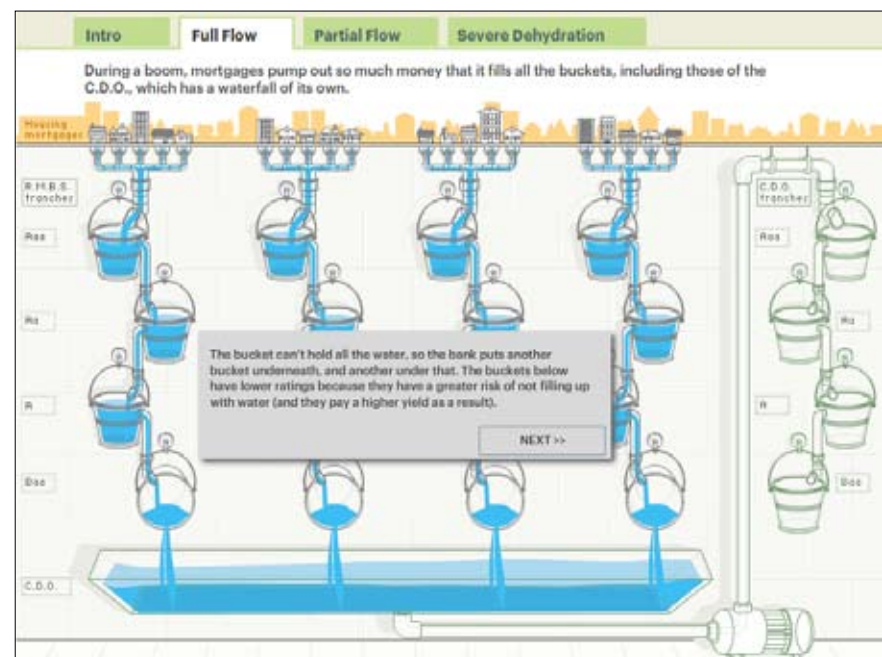 Intro
Full Flow
Partial Flow
Severe Dehydration
During a boom, mortgages pump out so much money that it fills all the buckets, including those of the
C.D.O., which has a waterfall of its own.
Housing
mortgages
R.M.B.S.
tranches
C.D.O.
tranches
Aaa
Aaa
Aa
Aa
The bucket can't hold all the water, so the bank puts another
bucket underneath, and another under that. The buckets below
have lower ratings because they have a greater risk of not filling up
with water (and they pay a higher yield as a result).
NEXT >>
A
A
Baa
Baa
C.D.O.